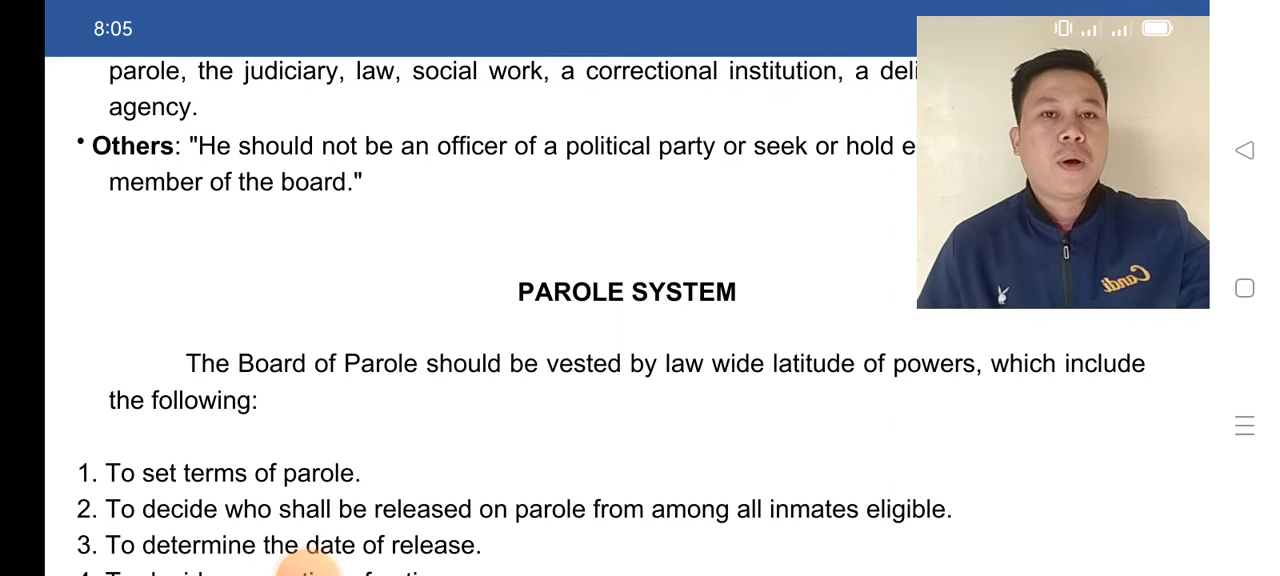 8:05
parole, the judiciary, law, social work, a correctional institution, a deli
agency.
• Others: "He should not be an officer of a political party or seek or hold e
member of the board."
Candi
PAROLE SYSTEM
The Board of Parole should be vested by law wide latitude of powers, which include
the following:
1. To set terms of parole.
2. To decide who shall be released on parole from among all inmates eligible.
3. To determine the date of release.